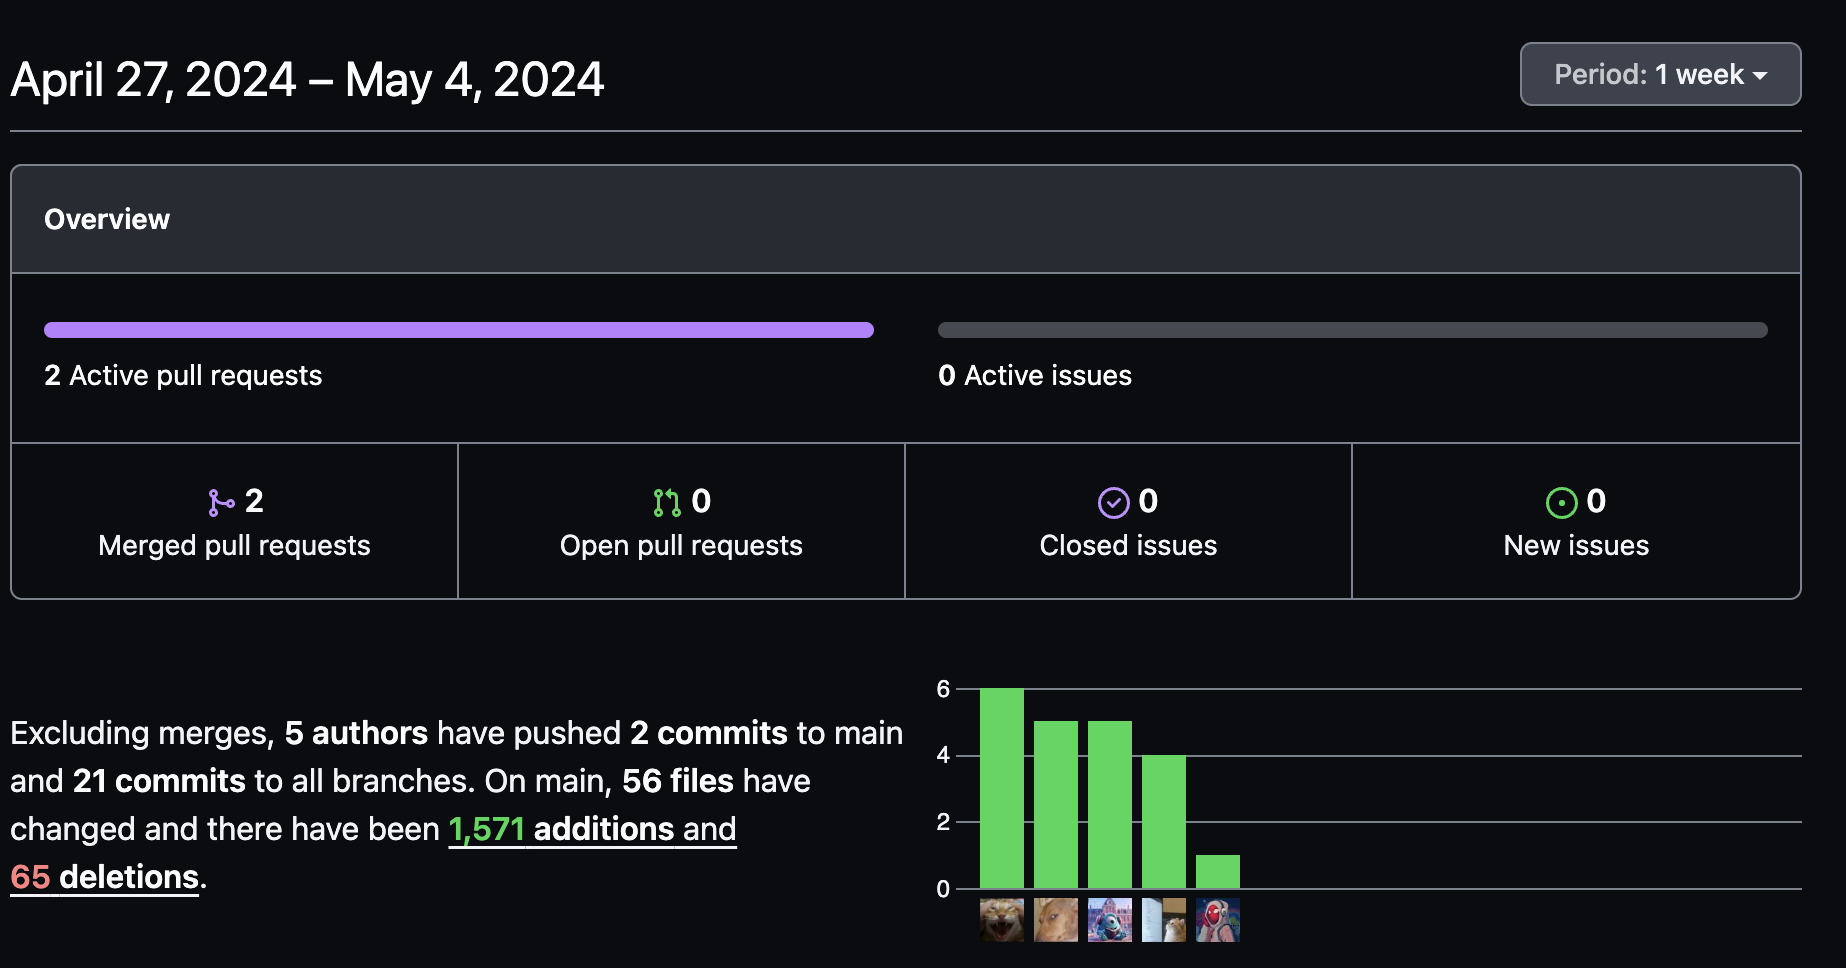 April 27, 2024 – May 4, 2024
Period: 1 week
Overview
2 Active pull requests
0 Active issues
2
Merged pull requests
0
Open pull requests
0
Closed issues
0
New issues
Excluding merges, 5 authors have pushed 2 commits to main
and 21 commits to all branches. On main, 56 files have
changed and there have been 1,571 additions and
65 deletions.
6
4
2
0